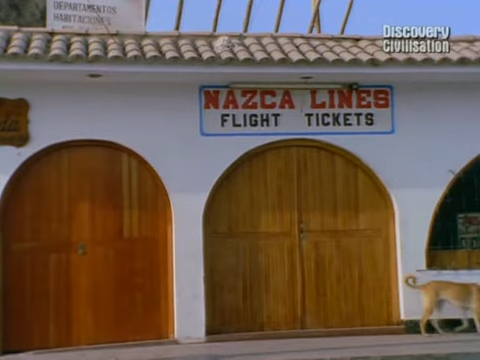 DEPARTAMENTOS
HABITACIONES
Discovery
Civilisation
NAZCA LINES
FLIGHT TICKETS